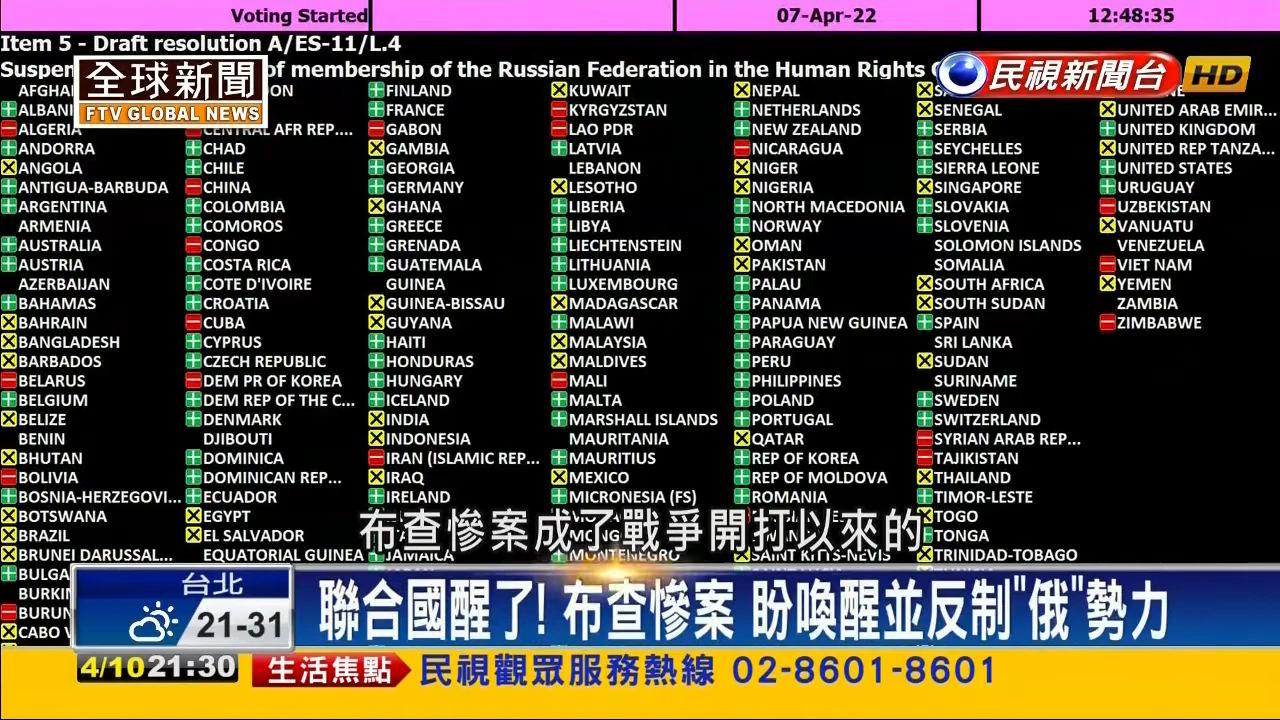 Voting Started
07-Apr-22
12:48:35
Item 5 - Draft resolution A/ES-11/L.4
of membership of the Russian Federation in the Human Rights
全球新聞
FTV GLOBAL NEWS
民視新聞台 HD
ALGERIA
ANDORRA
ANGOLA
ANTIGUA-BARBUDA
ARGENTINA
ARMENIA
AUSTRALIA
AUSTRIA
AZERBAIJAN
BAHAMAS
BAHRAIN
BANGLADESH
BARBADOS
BELARUS
BELGIUM
BELIZE
BENIN
BHUTAN
BOLIVIA
BOSNIA-HERZEGOVI...
BOTSWANA
BRAZIL
BRUNEI DARUSSAL...
CENTRAL AFR REP....
CHAD
CHILE
CHINA
COLOMBIA
COMOROS
CONGO
COSTA RICA
COTE D'IVOIRE
CROATIA
CUBA
CYPRUS
CZECH REPUBLIC
DEM PR OF KOREA
DEM REP OF THE C...
DENMARK
DJIBOUTI
DOMINICA
DOMINICAN REP...
ECUADOR
EGYPT
EL SALVADOR
EQUATORIAL GUINEA
FINLAND
FRANCE
GABON
GAMBIA
GEORGIA
GERMANY
GHANA
GREECE
GRENADA
GUATEMALA
GUINEA
GUINEA-BISSAU
GUYANA
HAITI
HONDURAS
HUNGARY
ICELAND
INDIA
INDONESIA
IRAN (ISLAMIC REP...
IRAQ
IRELAND
JAMAICA
KUWAIT
KYRGYZSTAN
LAO PDR
LATVIA
LEBANON
LESOTHO
LIBERIA
LIBYA
LIECHTENSTEIN
LITHUANIA
LUXEMBOURG
MADAGASCAR
MALAWI
MALAYSIA
MALDIVES
MALI
MALTA
MARSHALL ISLANDS
MAURITANIA
MAURITIUS
MEXICO
MICRONESIA (FS)
MONTENEGRO
NEPAL
NETHERLANDS
NEW ZEALAND
NICARAGUA
NIGER
NIGERIA
NORTH MACEDONIA
NORWAY
OMAN
PAKISTAN
PALAU
PANAMA
PAPUA NEW GUINEA
PARAGUAY
PERU
PHILIPPINES
POLAND
PORTUGAL
QATAR
REP OF KOREA
REP OF MOLDOVA
ROMANIA
SAINT KITTS-NEVIS
SENEGAL
SERBIA
SEYCHELLES
SIERRA LEONE
SINGAPORE
SLOVAKIA
SLOVENIA
SOLOMON ISLANDS
SOMALIA
SOUTH AFRICA
SOUTH SUDAN
SPAIN
SRI LANKA
SUDAN
SURINAME
SWEDEN
SWITZERLAND
SYRIAN ARAB REP...
TAJIKISTAN
THAILAND
TIMOR-LESTE
TOGO
TONGA
TRINIDAD-TOBAGO
UNITED ARAB EMIR...
UNITED KINGDOM
UNITED REP TANZA...
UNITED STATES
URUGUAY
UZBEKISTAN
VANUATU
VENEZUELA
VIET NAM
YEMEN
ZAMBIA
ZIMBABWE
布查慘案成了戰爭開打以來的
台北
21-31
聯合國醒了! 布查慘案 盼喚醒並反制"俄"勢力
4/10 21:30
生活焦點
民視觀眾服務熱線 02-8601-8601